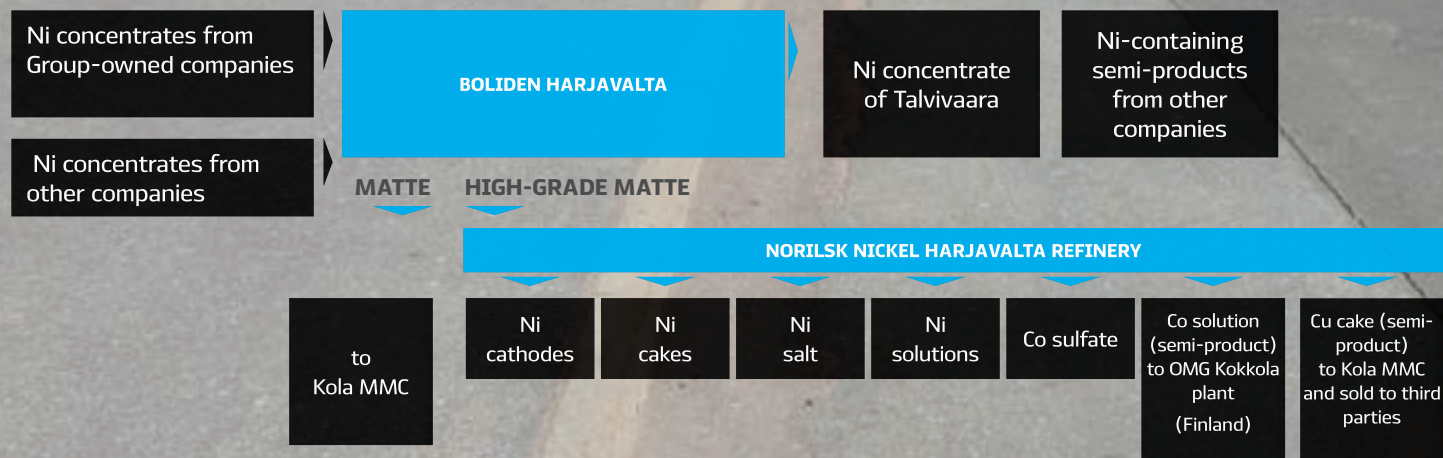 Ni concentrates from
Group-owned companies
BOLIDEN HARJAVALTA
Ni concentrate
of Talvivaara
Ni-containing
semi-products
from other
companies
Ni concentrates from
other companies
MATTE
HIGH-GRADE MATTE
NORILSK NICKEL HARJAVALTA REFINERY
to
Kola MMC
Ni
cathodes
Ni
cakes
Ni
salt
Ni
solutions
Co sulfate
Co solution
(semi-product)
to OMG Kokkola
plant
(Finland)
Cu cake (semi-
product)
to Kola MMC
and sold to third
parties